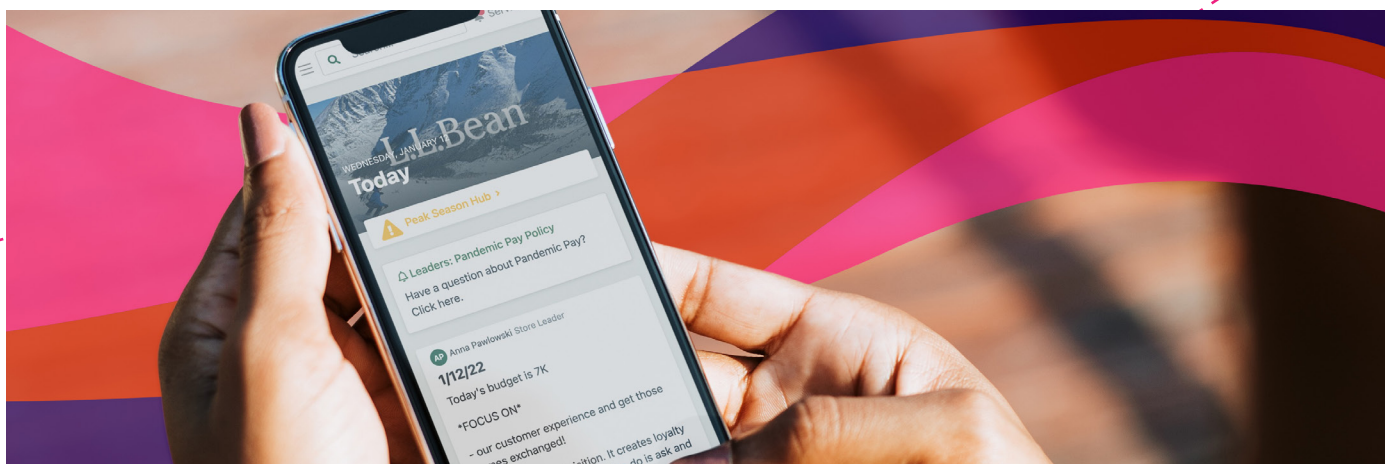 L.L.Bean
WEDNESDAY, JANUARY 12
Today
Peak Season Hub >
Leaders: Pandemic Pay Policy
Have a question about Pandemic Pay?
Click here.
AP Anna Pawlowski Store Leader
1/12/22
Today's budget is 7K
*FOCUS ON*
- our customer experience and get those
exchanged!
It creates loyalty
do is ask and